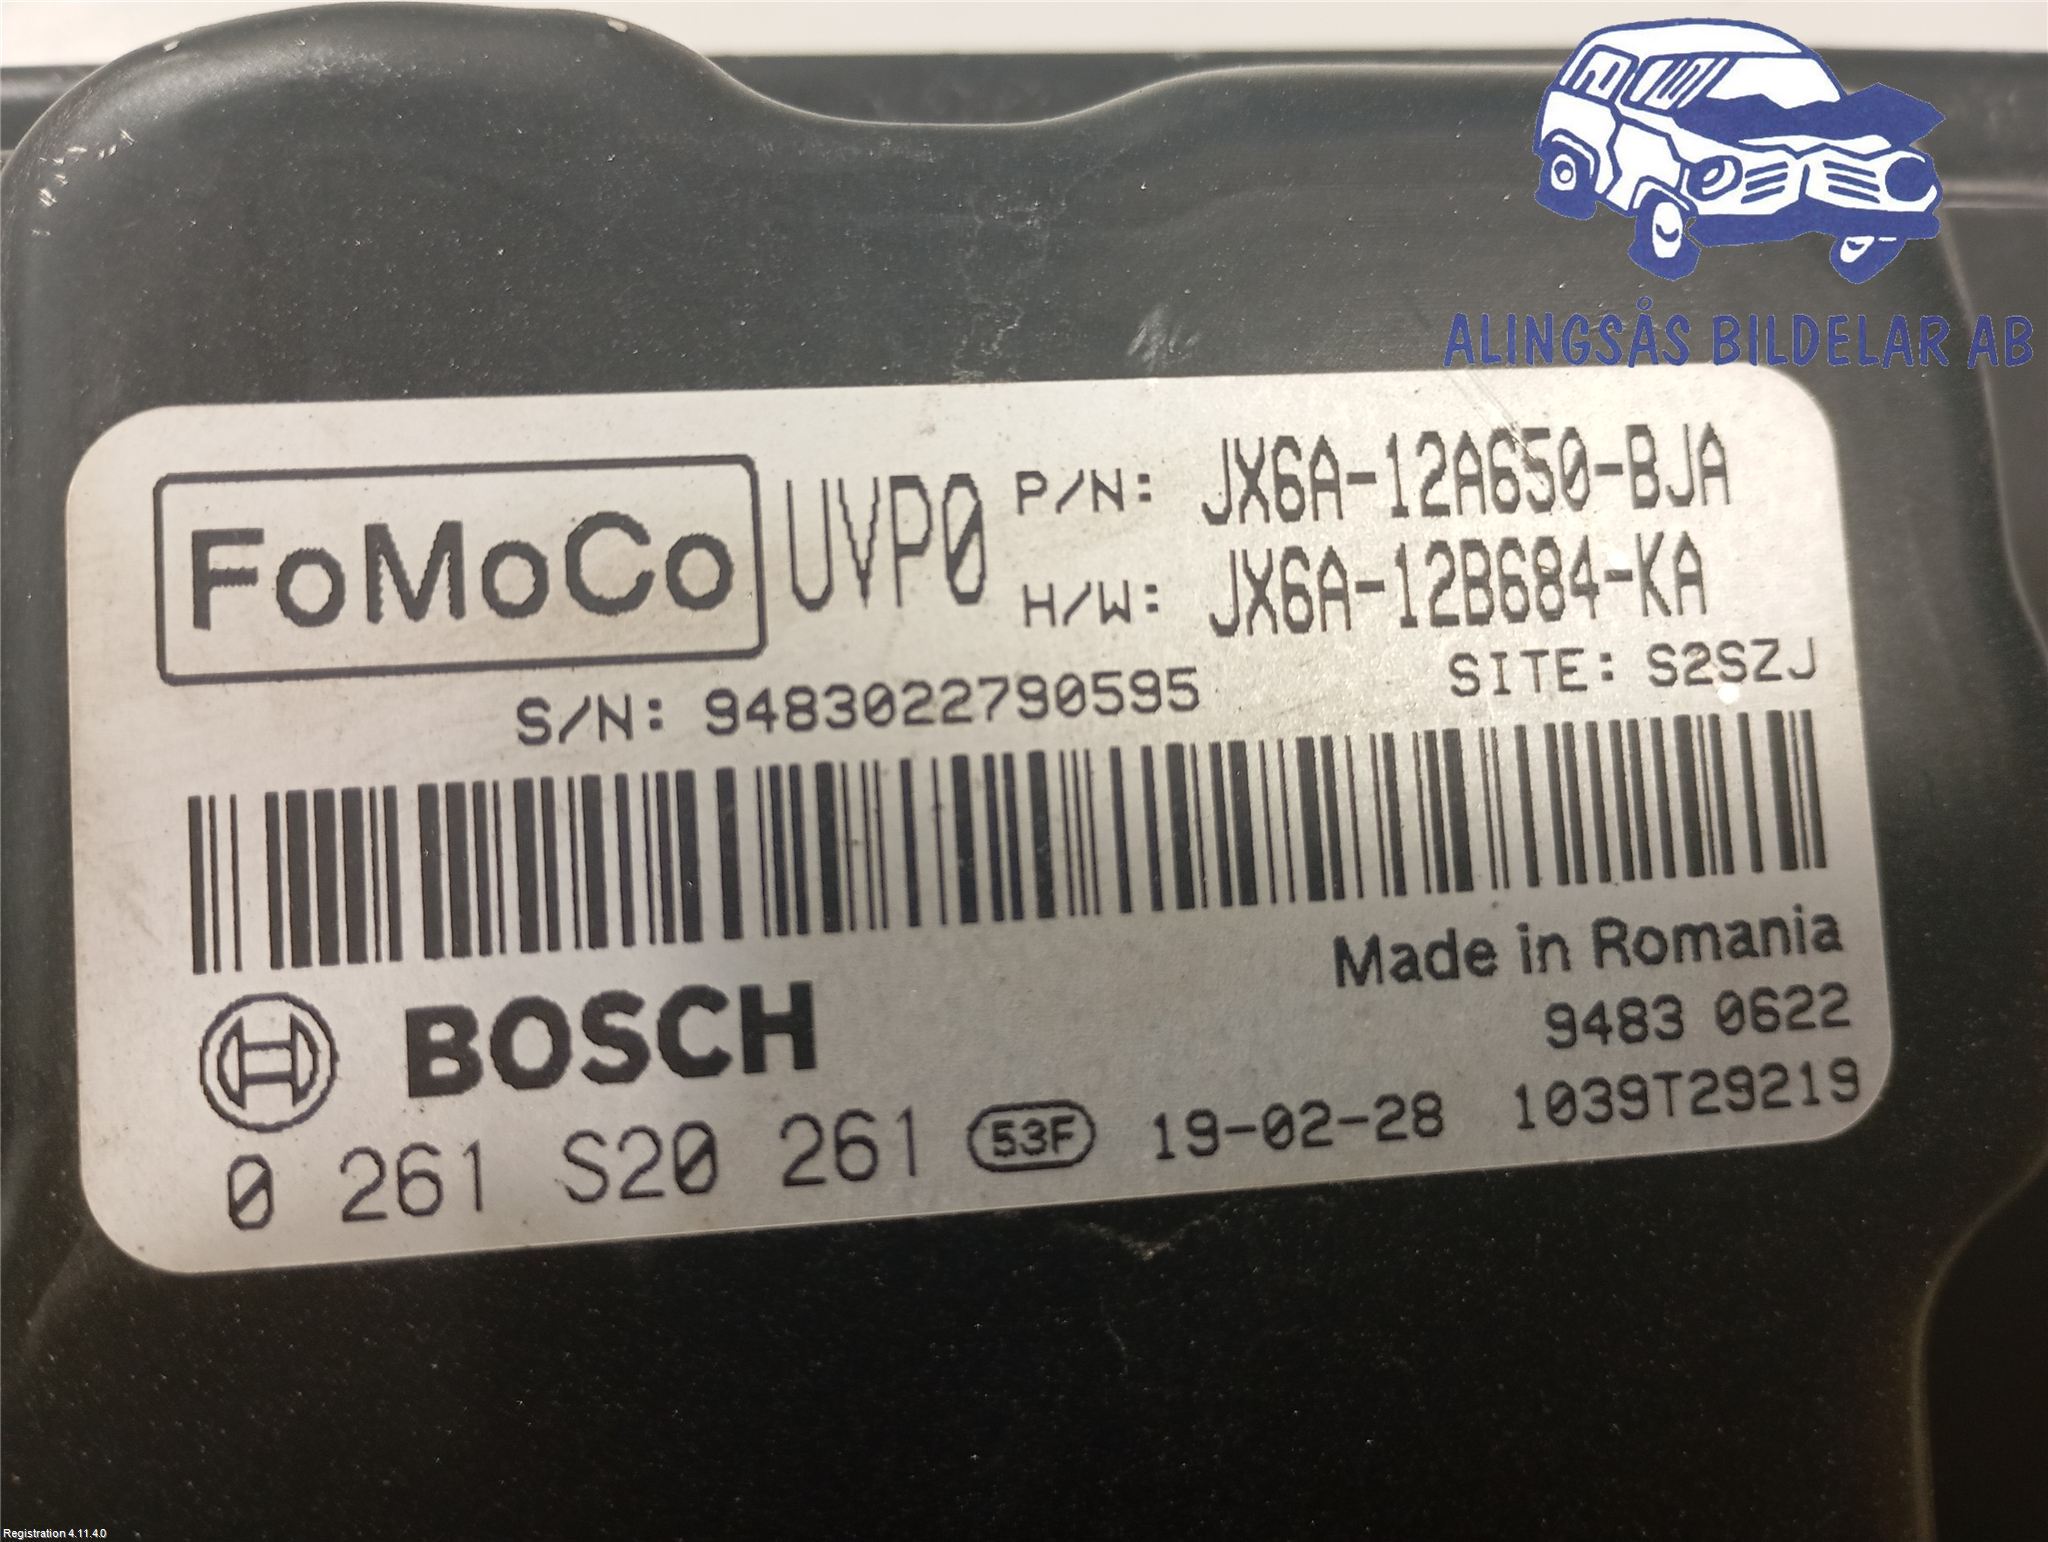 ALINGSÅS BILDELAR AB
FoMoCo UVP0 P/N: JX6A-12A650-BJA
H/W: JX6A-12B684-KA
S/N: 9483022790595 SITE: S2SZJ
Made in Romania
BOSCH 9483 0622
0 261 S20 261 53F 19-02-28 1039T29219
Registration 4.11.4.0